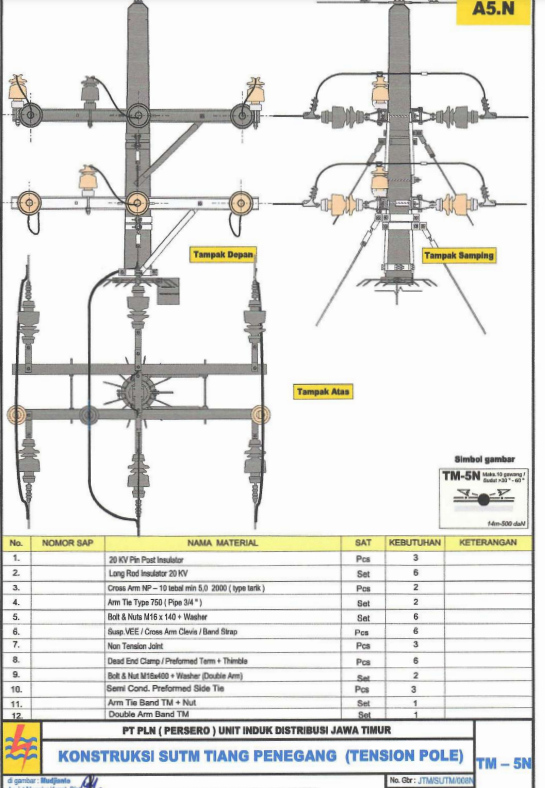 A5.N
Tampak Depan
Tampak Samping
Tampak Atas
Simbol gambar
TM-5N Maks.10 gawang / Sudut >30 ° - 60 °
14m-500 daN
No. NOMOR SAP NAMA MATERIAL SAT KEBUTUHAN KETERANGAN
1. 20 KV Pin Post Insulator Pcs 3
2. Long Rod Insulator 20 KV Set 6
3. Cross Arm NP – 10 tebal min 5,0 2000 ( type tarik ) Pcs 2
4. Arm Tie Type 750 ( Pipe 3/4 " ) Set 2
5. Bolt & Nuts M16 x 140 + Washer Set 6
6. Susp.VEE / Cross Arm Clevis / Band Strap Pcs 6
7. Non Tension Joint Pcs 3
8. Dead End Clamp / Preformed Term + Thimble Pcs 6
9. Bolt & Nut M16x400 + Washer (Double Arm) Set 2
10. Semi Cond. Preformed Side Tie Pcs 3
11. Arm Tie Band TM + Nut Set 1
12. Double Arm Band TM Set 1
PT PLN ( PERSERO ) UNIT INDUK DISTRIBUSI JAWA TIMUR
KONSTRUKSI SUTM TIANG PENEGANG (TENSION POLE)
TM – 5N
di gambar : Mudjiawis
No. Gbr : JTM/SUTM/008N